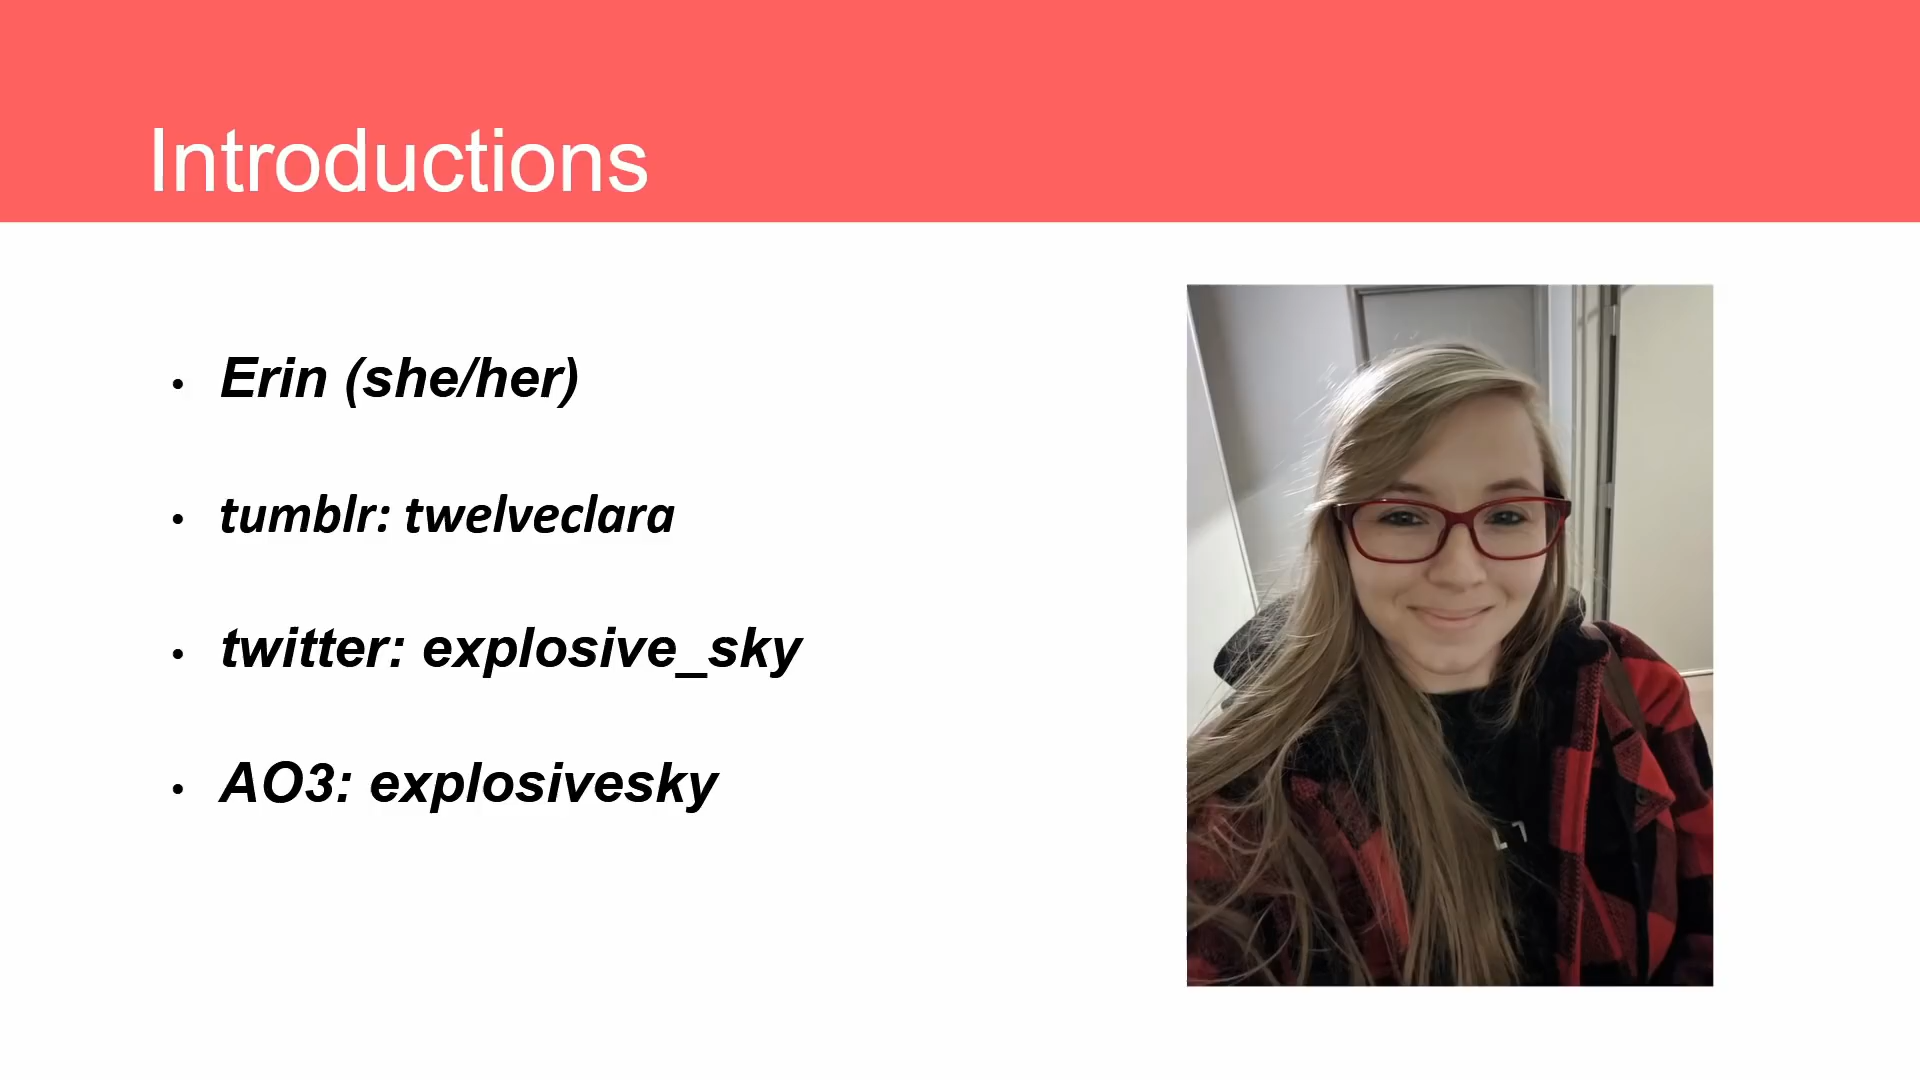 Introductions
• Erin (she/her)
• tumblr: twelveclara
• twitter: explosive_sky
• AO3: explosivesky